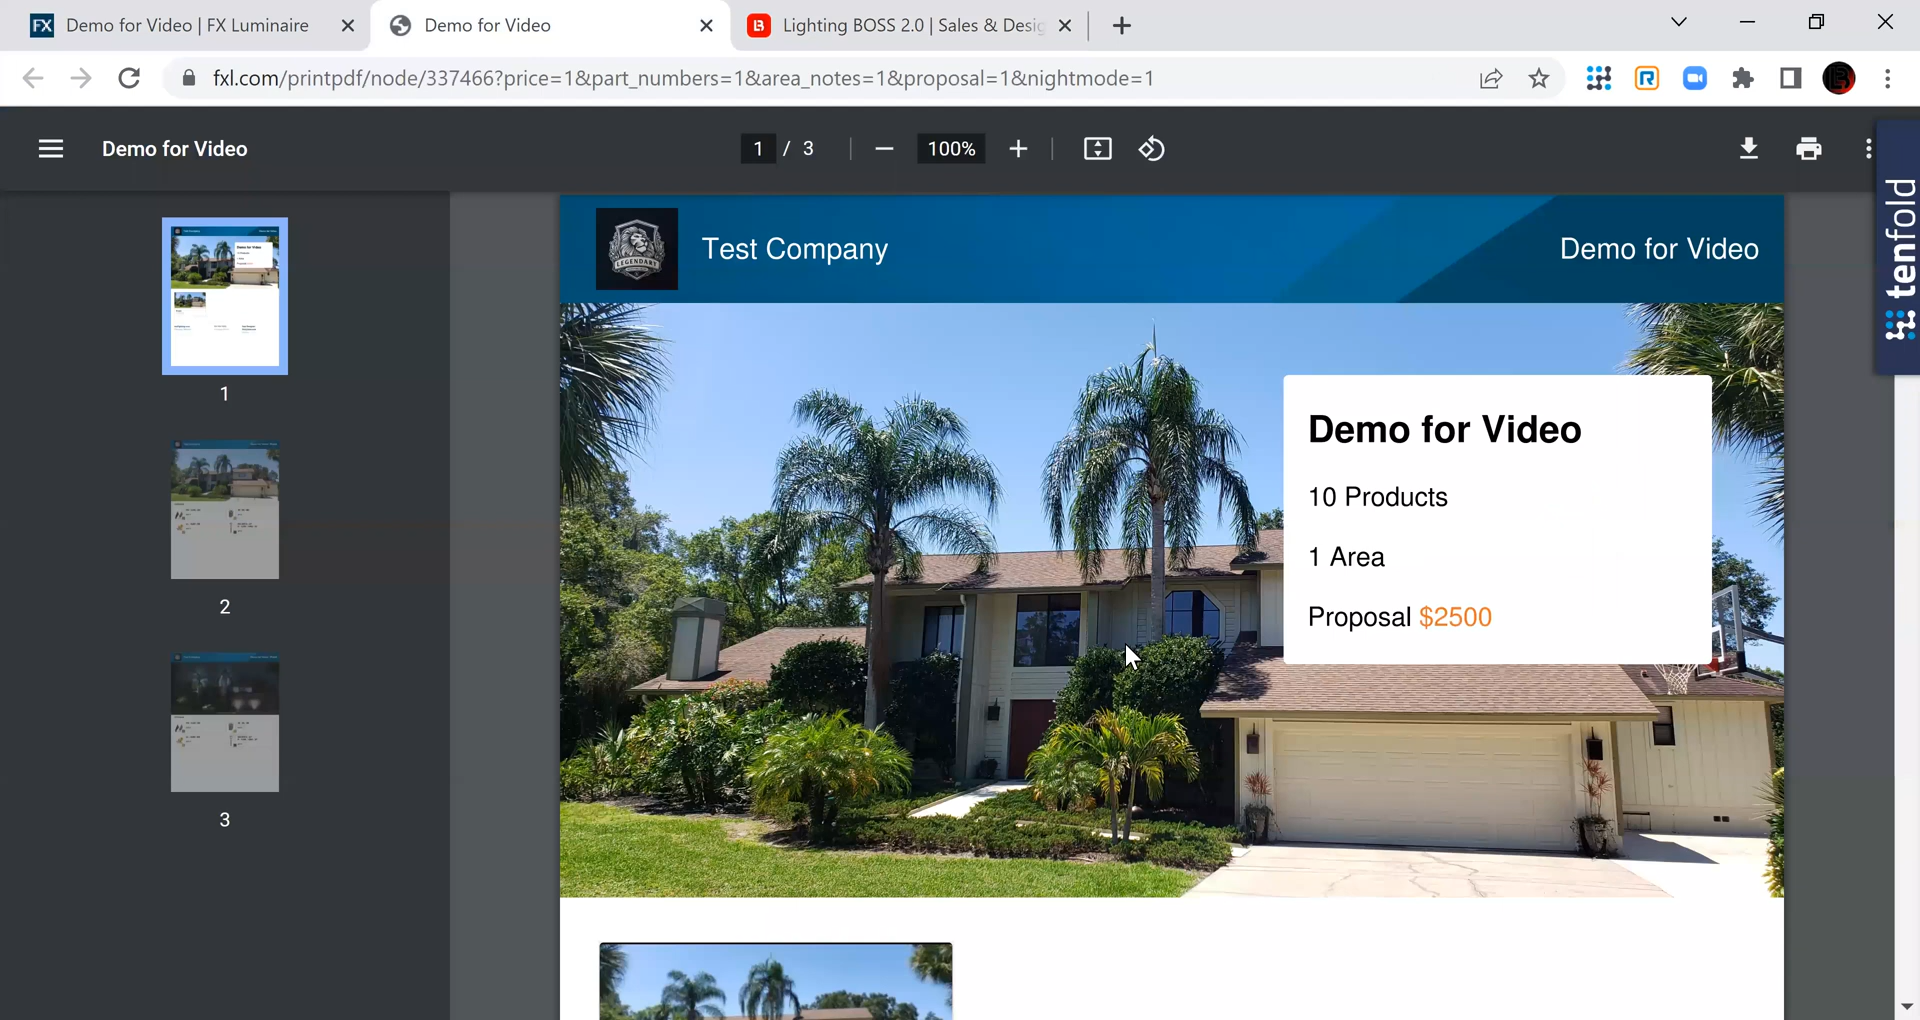 FX Demo for Video | FX Luminaire
Demo for Video
B Lighting BOSS 2.0 | Sales & Desig
fxl.com/printpdf/node/337466?price=1&part_numbers=1&area_notes=1&proposal=1&nightmode=1
Demo for Video
1 / 3
100%
tenfold
LEGENDARY
Test Company
Demo for Video
Demo for Video
10 Products
1 Area
Proposal $2500
1
2
3